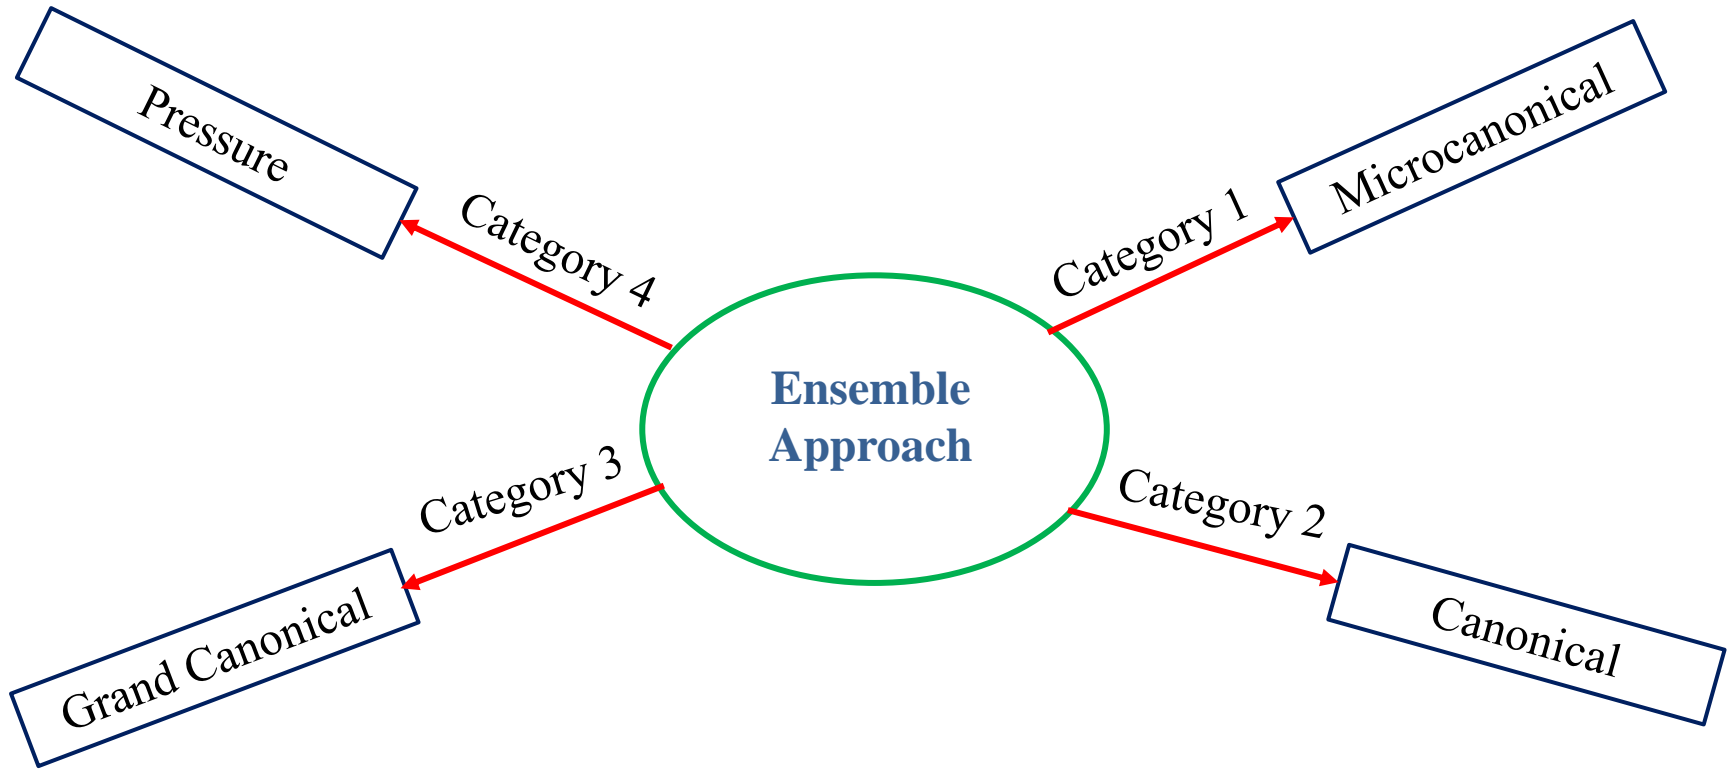 Pressure
Microcanonical
Category 4
Category 1
Ensemble
Approach
Category 3
Category 2
Grand Canonical
Canonical